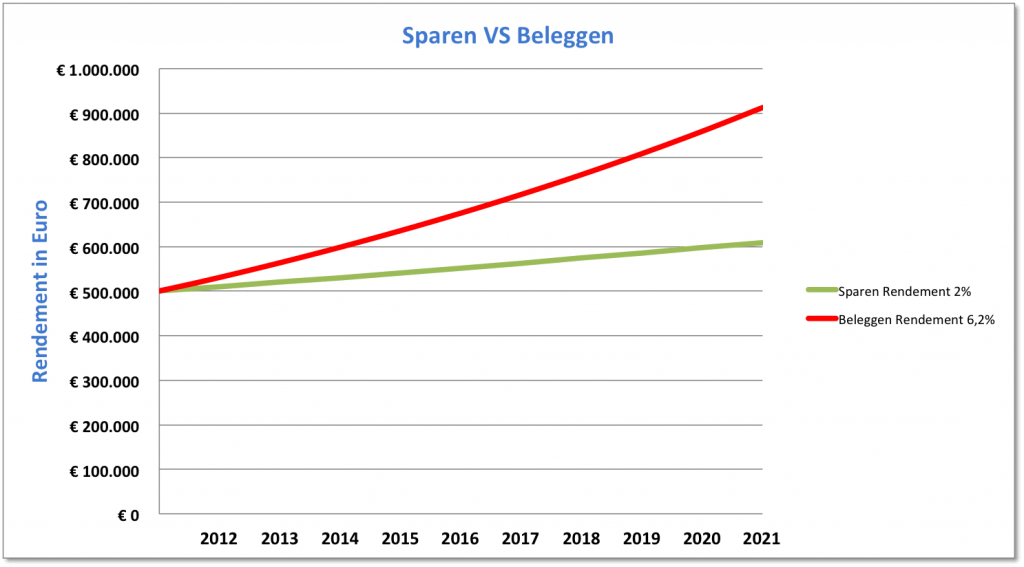 Sparen VS Beleggen
€ 1.000.000
€ 900.000
€ 800.000
€ 700.000
€ 600.000
€ 500.000
€ 400.000
€ 300.000
€ 200.000
€ 100.000
€ 0
Rendement in Euro
2012 2013 2014 2015 2016 2017 2018 2019 2020 2021
Sparen Rendement 2%
Beleggen Rendement 6,2%